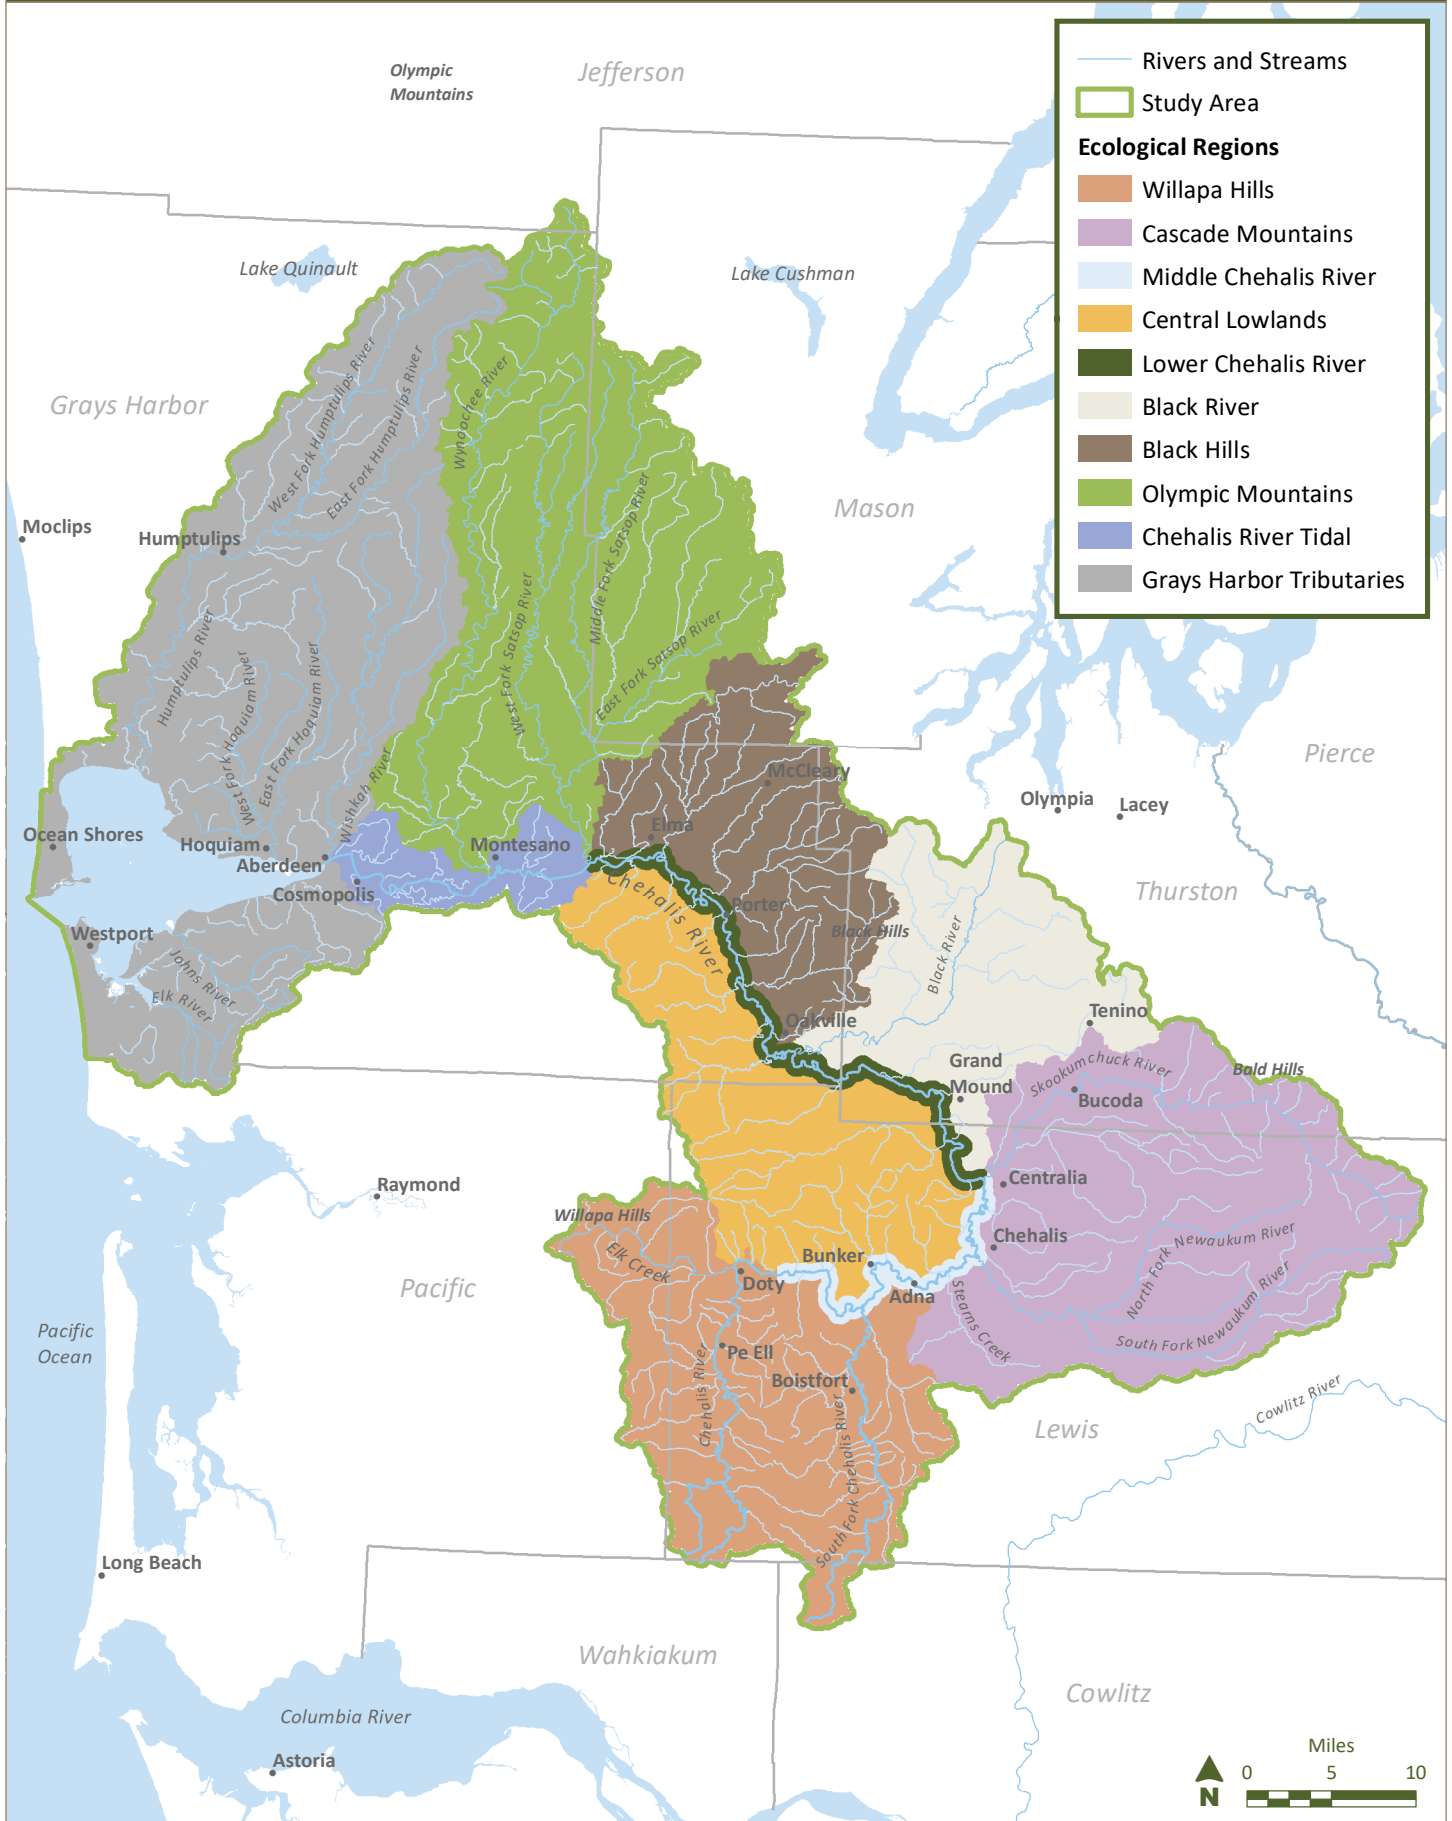 Olympic
Mountains
Jefferson
Rivers and Streams
Study Area
Ecological Regions
Willapa Hills
Cascade Mountains
Middle Chehalis River
Central Lowlands
Lower Chehalis River
Black River
Black Hills
Olympic Mountains
Chehalis River Tidal
Grays Harbor Tributaries
Lake Quinault
Lake Cushman
Grays Harbor
West Fork Humptulips River
East Fork Humptulips River
Wynoochee River
Mason
Moclips
Humptulips
Middle Fork Satsop River
West Fork Satsop River
East Fork Satsop River
Humptulips River
West Fork Hoquiam River
East Fork Hoquiam River
Wishkah River
Pierce
McCleary
Olympia
Lacey
Ocean Shores
Hoquiam
Aberdeen
Cosmopolis
Montesano
Elma
Thurston
Chehalis River
Porter
Black Hills
Black River
Westport
Johns River
Elk River
Oakville
Tenino
Grand
Mound
Skookumchuck River
Bald Hills
Bucoda
Raymond
Centralia
Willapa Hills
Elk Creek
Chehalis
North Fork Newaukum River
Bunker
Doty
Adna
Stearns Creek
South Fork Newaukum River
Pacific
Pacific
Ocean
Pe Ell
Chehalis River
Boistfort
South Fork Chehalis River
Lewis
Cowlitz River
Long Beach
Wahkiakum
Cowlitz
Columbia River
Astoria
Miles
0 5 10
N